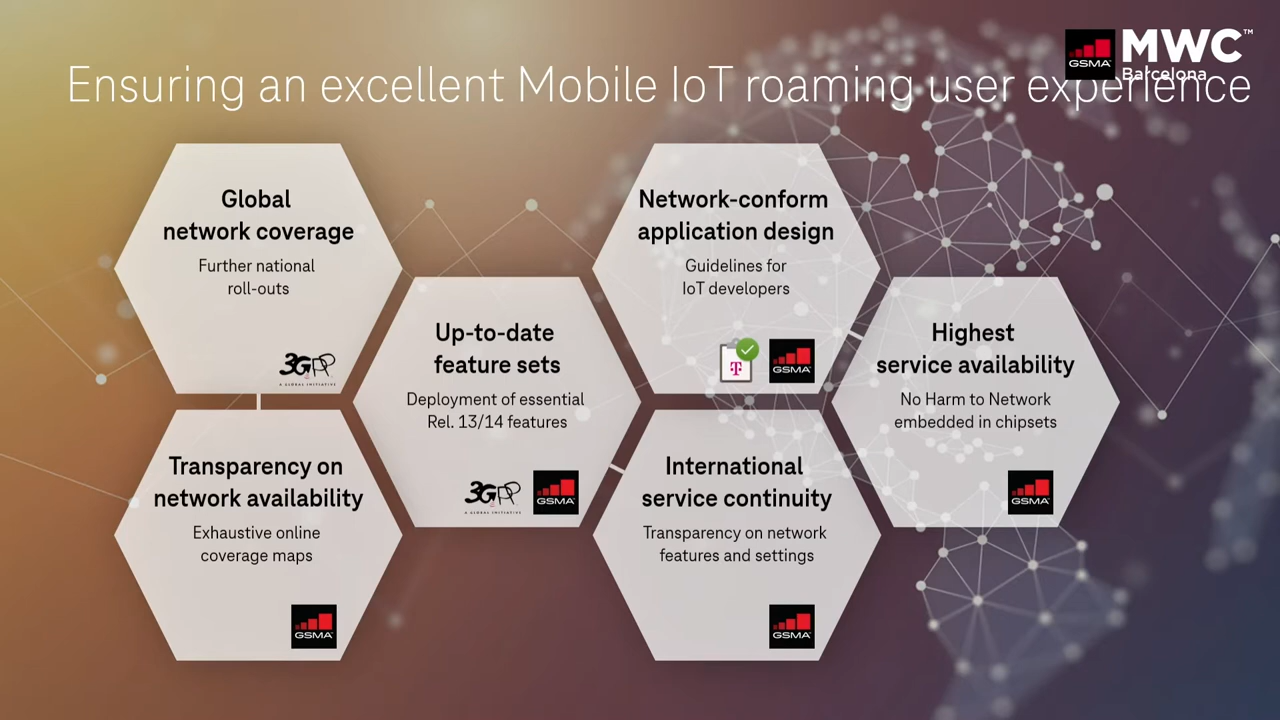 GSMA
MWC™
Barcelona
Ensuring an excellent Mobile IoT roaming user experience
Global
network coverage
Further national
roll-outs
3GPP
A GLOBAL INITIATIVE
Transparency on
network availability
Exhaustive online
coverage maps
GSMA
Up-to-date
feature sets
Deployment of essential
Rel. 13/14 features
3GPP
A GLOBAL INITIATIVE
GSMA
Network-conform
application design
Guidelines for
IoT developers
T
GSMA
International
service continuity
Transparency on network
features and settings
GSMA
Highest
service availability
No Harm to Network
embedded in chipsets
GSMA